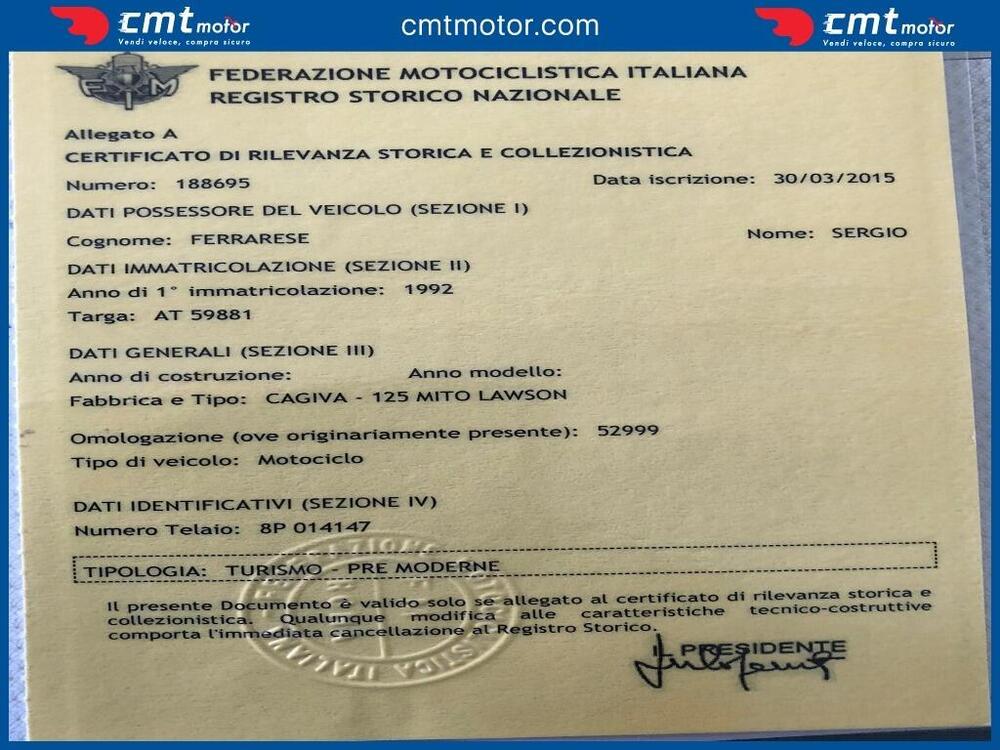 cmt motor
Vendi veloce, compra sicuro
cmtmotor.com
cmt motor
Vendi veloce, compra sicuro
FIM
FEDERAZIONE MOTOCICLISTICA ITALIANA
REGISTRO STORICO NAZIONALE
Allegato A
CERTIFICATO DI RILEVANZA STORICA E COLLEZIONISTICA
Numero: 188695 Data iscrizione: 30/03/2015
DATI POSSESSORE DEL VEICOLO (SEZIONE I)
Cognome: FERRARESE Nome: SERGIO
DATI IMMATRICOLAZIONE (SEZIONE II)
Anno di 1° immatricolazione: 1992
Targa: AT 59881
DATI GENERALI (SEZIONE III)
Anno di costruzione: Anno modello:
Fabbrica e Tipo: CAGIVA - 125 MITO LAWSON
Omologazione (ove originariamente presente): 52999
Tipo di veicolo: Motociclo
DATI IDENTIFICATIVI (SEZIONE IV)
Numero Telaio: 8P 014147
TIPOLOGIA: TURISMO - PRE MODERNE
Il presente Documento è valido solo se allegato al certificato di rilevanza storica e
collezionistica. Qualunque modifica alle caratteristiche tecnico-costruttive
comporta l'immediata cancellazione al Registro Storico.
IL PRESIDENTE